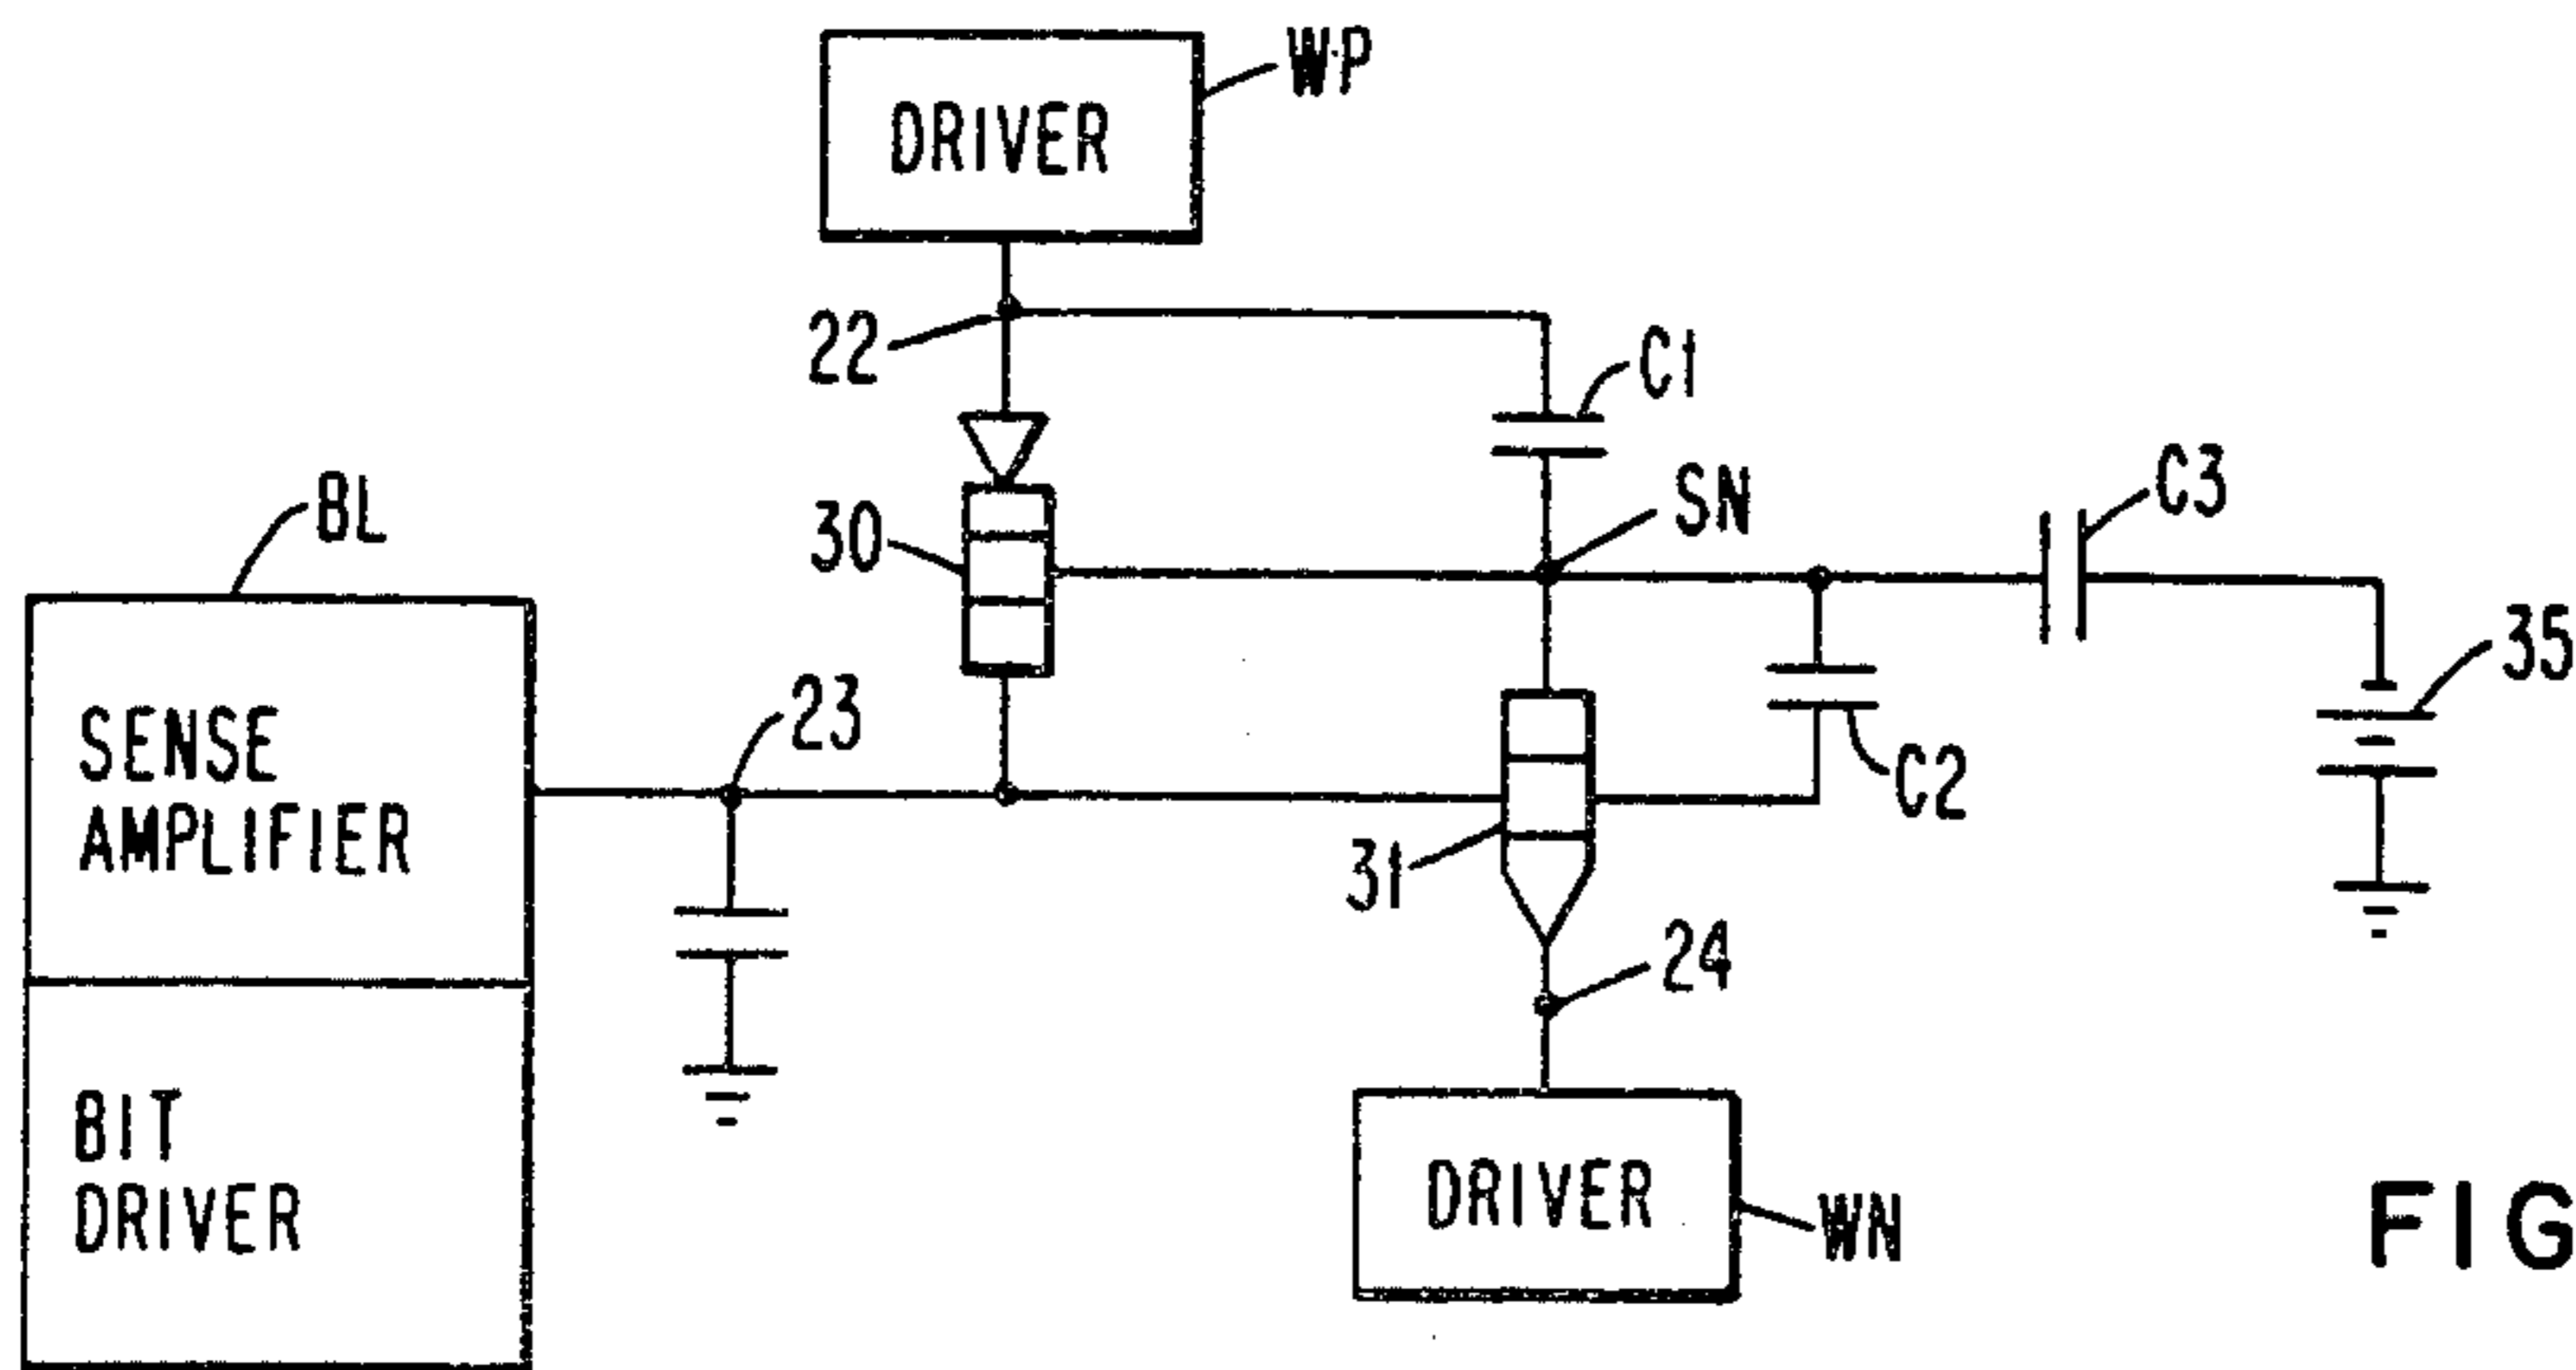 DRIVER
WP
22
C1
BL
30
SN
C3
35
23
SENSE
AMPLIFIER
C2
31
24
BIT
DRIVER
DRIVER
WN
FIG